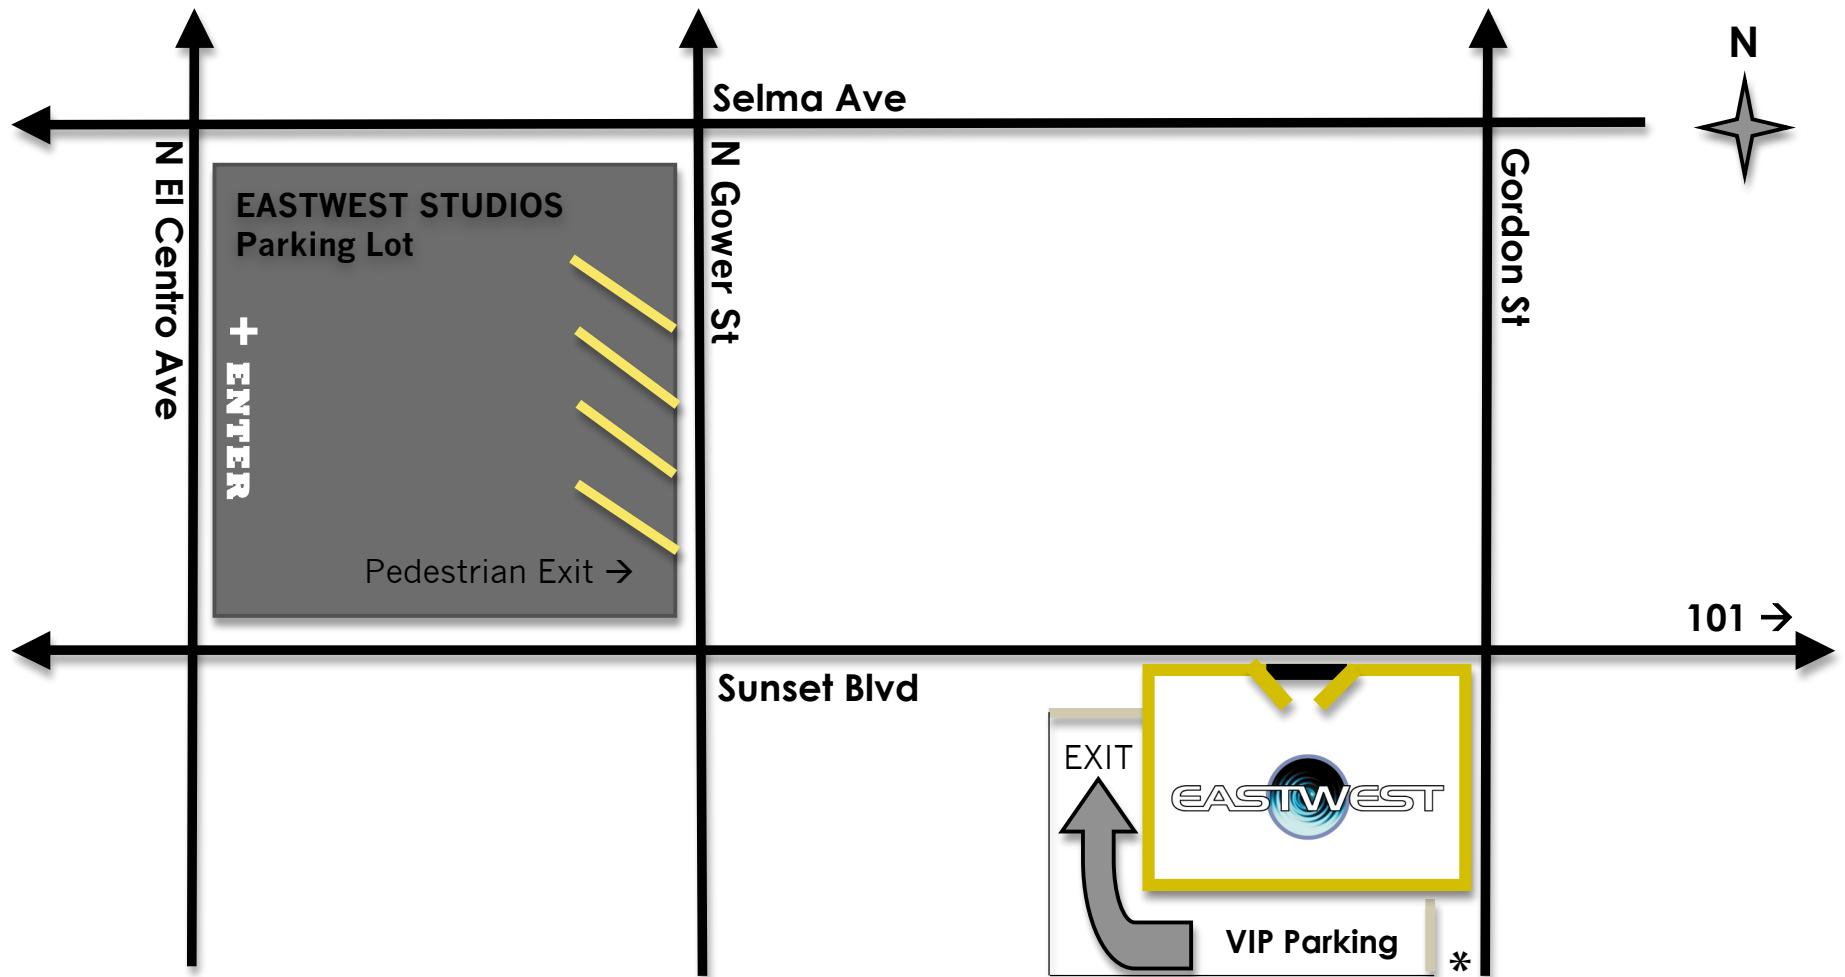 N
Selma Ave
N El Centro Ave
EASTWEST STUDIOS
Parking Lot
N Gower St
Gordon St
+ ENTER
Pedestrian Exit →
101 →
Sunset Blvd
EXIT
EASTWEST
VIP Parking
*